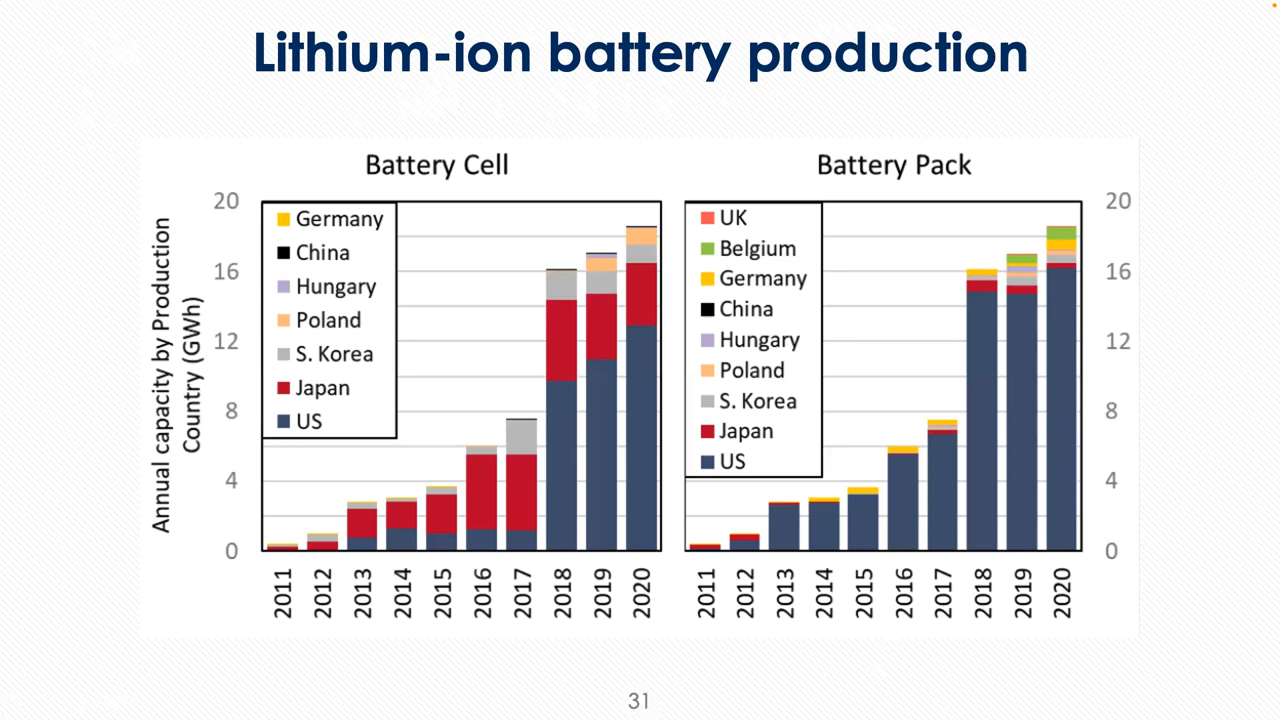 Lithium-ion battery production
Battery Cell
Battery Pack
Annual capacity by Production
Country (GWh)
20
16
12
8
4
0
Germany
China
Hungary
Poland
S. Korea
Japan
US
2011 2012 2013 2014 2015 2016 2017 2018 2019 2020
UK
Belgium
Germany
China
Hungary
Poland
S. Korea
Japan
US
20
16
12
8
4
0
2011 2012 2013 2014 2015 2016 2017 2018 2019 2020
31